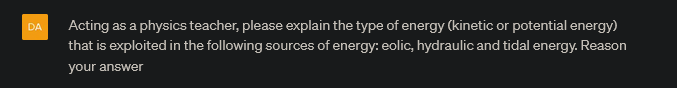 DA
Acting as a physics teacher, please explain the type of energy (kinetic or potential energy)
that is exploited in the following sources of energy: eolic, hydraulic and tidal energy. Reason
your answer